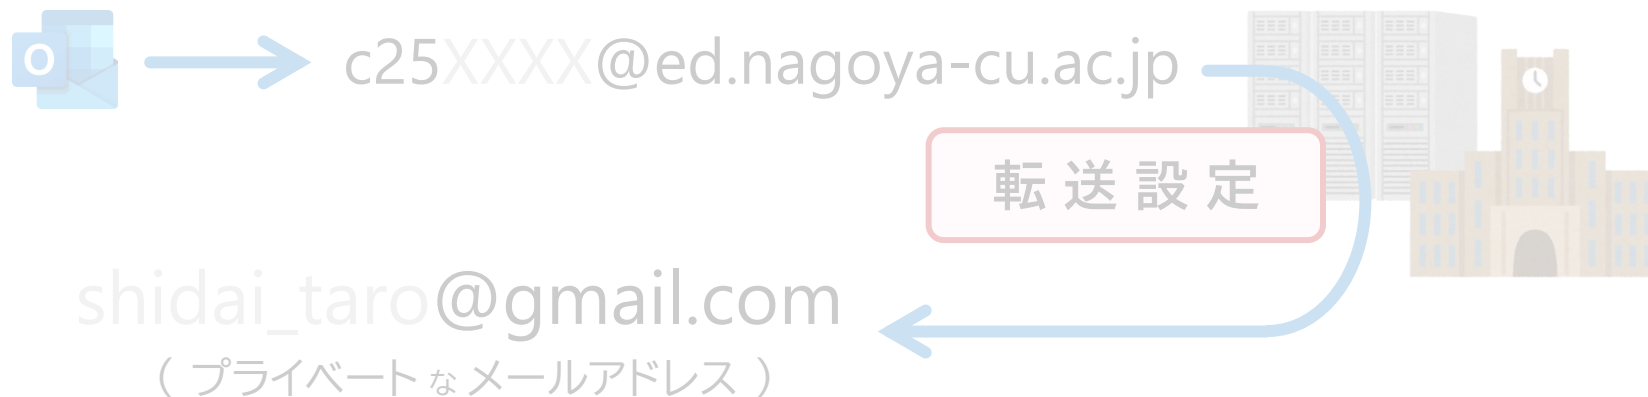 O
c25XXXX@ed.nagoya-cu.ac.jp
転送設定
shidai_taro@gmail.com
（ プライベート な メールアドレス ）